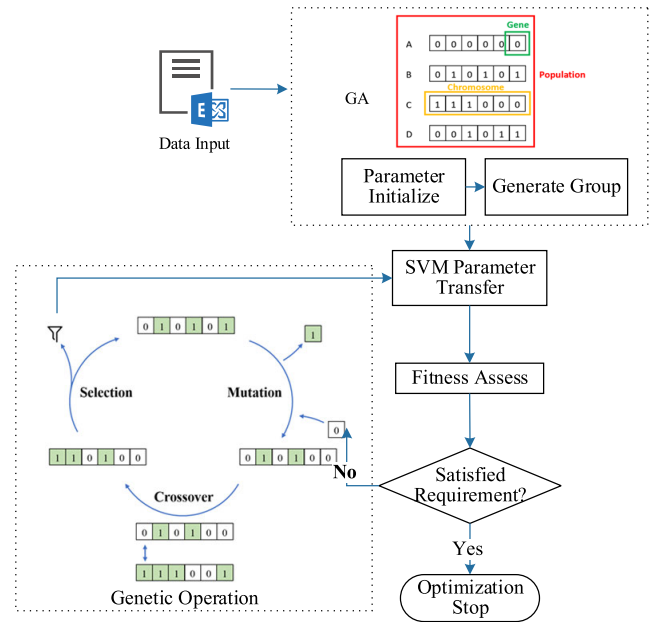 Gene
A 0 0 0 0 0 0
B 0 1 0 1 0 1
Population
Chromosome
GA
C 1 1 1 0 0 0
D 0 0 1 0 1 1
E
Data Input
Parameter
Initialize
Generate Group
SVM Parameter
Transfer
0 1 0 1 0 1
1
Fitness Assess
Selection
Mutation
0
1 1 0 1 0 0
0 1 0 1 0 0
No
Satisfied
Requirement?
Crossover
0 1 0 1 0 0
1 1 1 0 0 1
Yes
Genetic Operation
Optimization
Stop